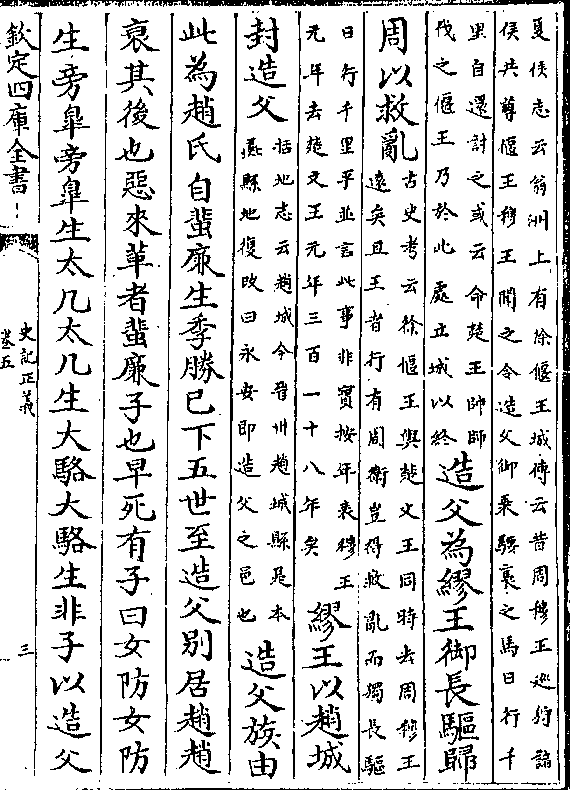 夏侯志云翁洲上有徐偃王城傳云昔周穆王巡狩諸
侯共尊偃王穆王聞之令造父御乘騕褭之馬日行千
里自還討之或云命楚王帥師
伐之偃王乃於此處立城以終
造父為繆王御長驅歸
周以救亂
古史考云徐偃王與楚文王同時去周穆王
遠矣且王者行有周衛豈得救亂而獨長驅
日行千里乎並言此事非實按年表穆王
元年去楚文王元年三百一十八年矣
繆王以趙城
封造父
括地志云趙城今晉州趙城縣是本
彘縣地復改曰永安即造父之邑也
造父族由
此為趙氏自蜚廉生季勝已下五世至造父別居趙趙
衰其後也惡來革者蜚廉子也早死有子曰女防女防
生旁臯旁臯生太几太几生大駱大駱生非子以造父
欽定四庫全書
史記正義
卷五
三